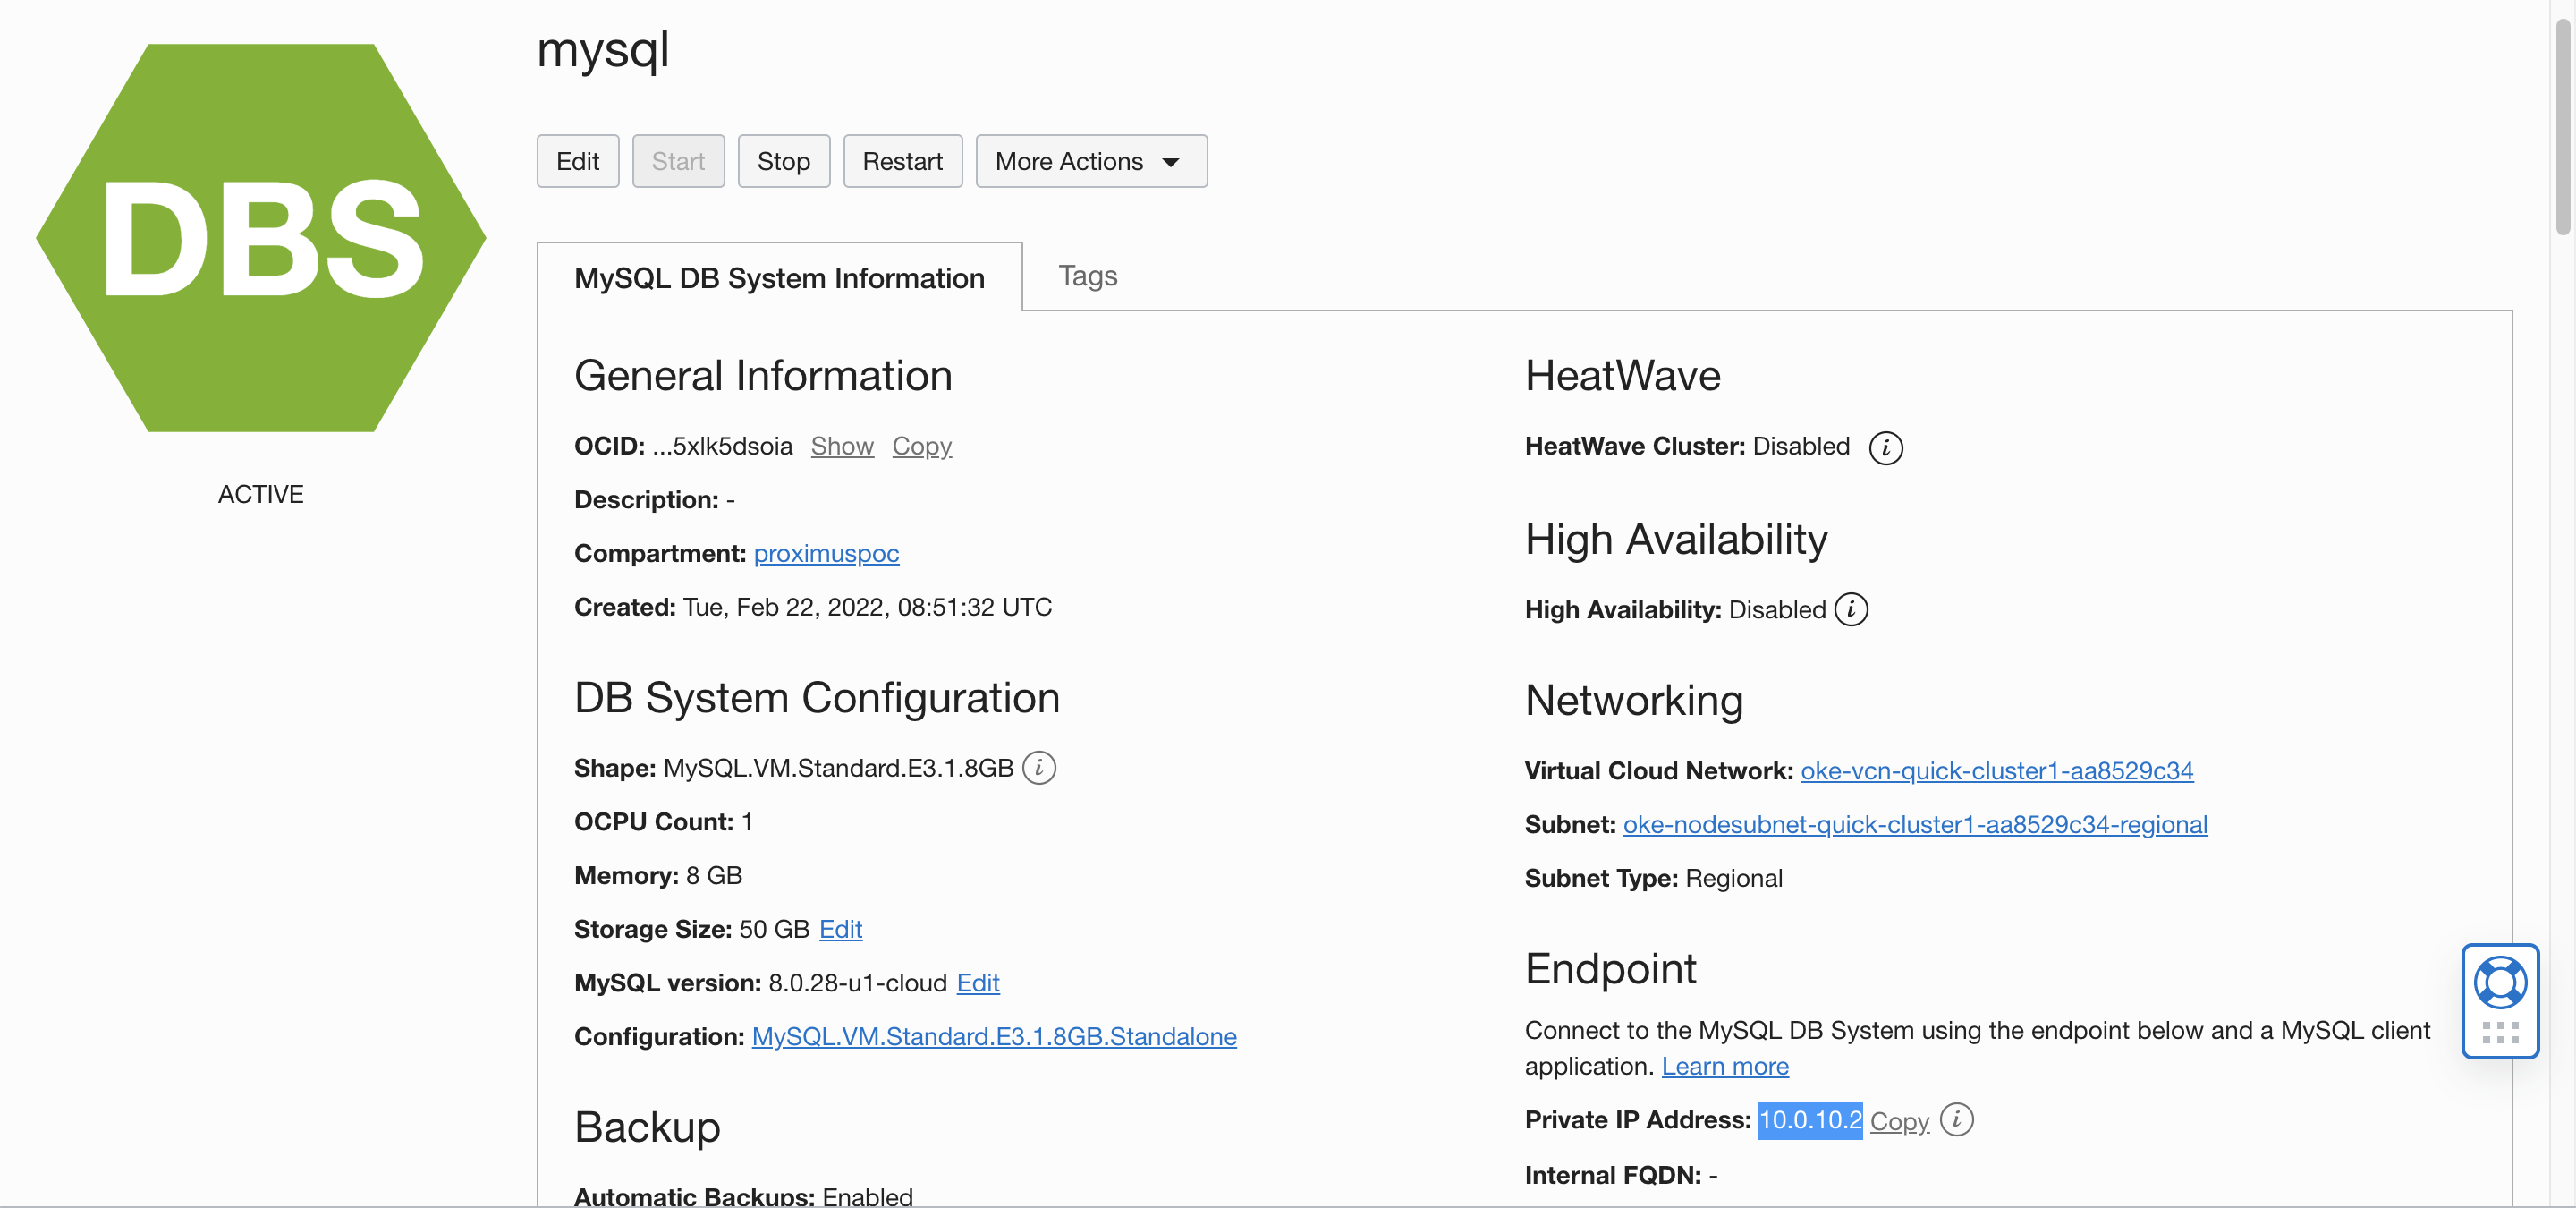 mysql
DBS
ACTIVE
Edit Start Stop Restart More Actions
MySQL DB System Information Tags
General Information
OCID: ...5xlk5dsoia Show Copy
Description: -
Compartment: proximuspoc
Created: Tue, Feb 22, 2022, 08:51:32 UTC
DB System Configuration
Shape: MySQL.VM.Standard.E3.1.8GB i
OCPU Count: 1
Memory: 8 GB
Storage Size: 50 GB Edit
MySQL version: 8.0.28-u1-cloud Edit
Configuration: MySQL.VM.Standard.E3.1.8GB.Standalone
Backup
Automatic Backups: Enabled
HeatWave
HeatWave Cluster: Disabled i
High Availability
High Availability: Disabled i
Networking
Virtual Cloud Network: oke-vcn-quick-cluster1-aa8529c34
Subnet: oke-nodesubnet-quick-cluster1-aa8529c34-regional
Subnet Type: Regional
Endpoint
Connect to the MySQL DB System using the endpoint below and a MySQL client
application. Learn more
Private IP Address: 10.0.10.2 Copy i
Internal FQDN: -